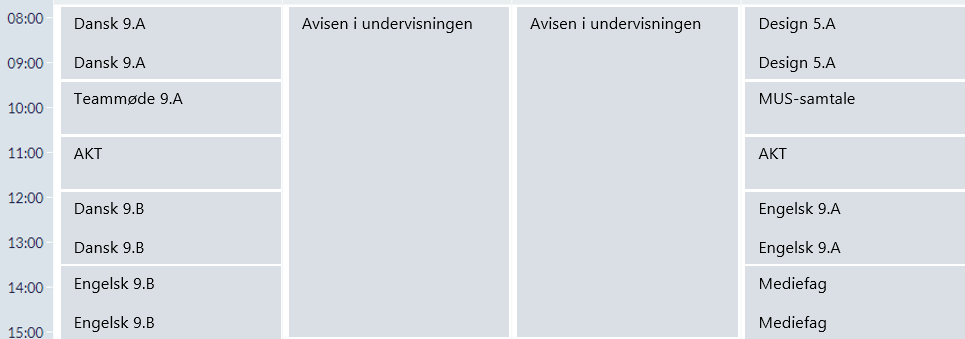 08:00
09:00
10:00
11:00
12:00
13:00
14:00
15:00
Dansk 9.A
Dansk 9.A
Teammøde 9.A
AKT
Dansk 9.B
Dansk 9.B
Engelsk 9.B
Engelsk 9.B
Avisen i undervisningen
Avisen i undervisningen
Design 5.A
Design 5.A
MUS-samtale
AKT
Engelsk 9.A
Engelsk 9.A
Mediefag
Mediefag